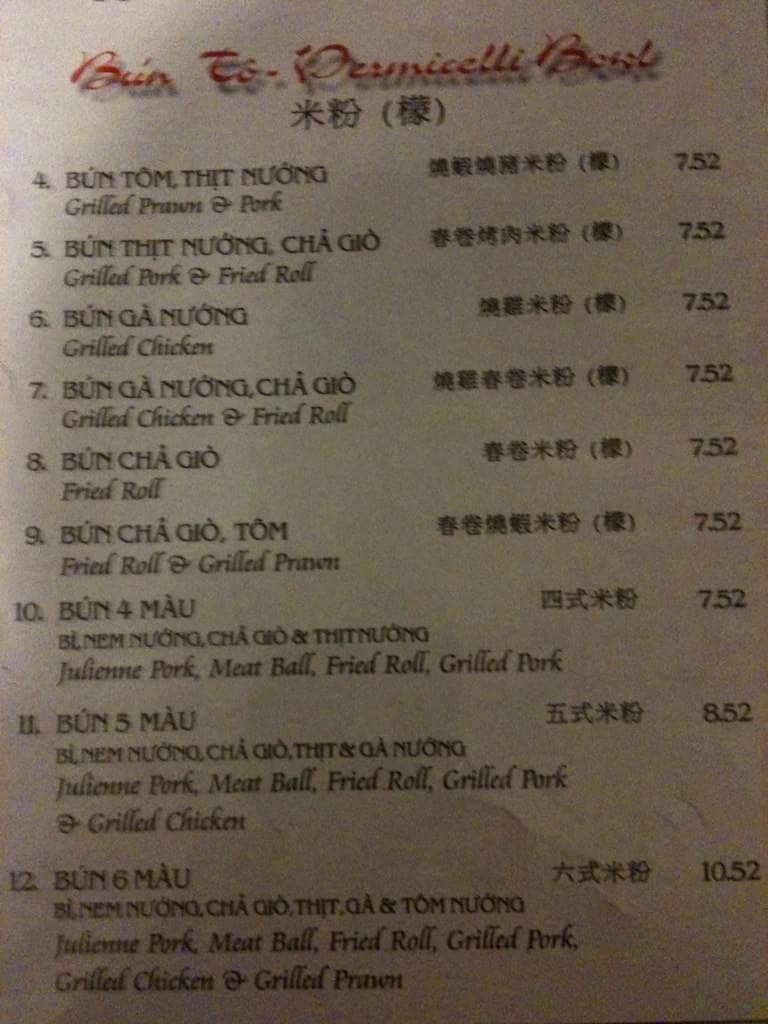 Bún Tô - Vermicelli Bowl
米粉 (檬)
4. BÚN TÔM, THỊT NƯỚNG 燒蝦燒豬米粉 (檬) 7.52
Grilled Prawn & Pork
5. BÚN THỊT NƯỚNG, CHẢ GIÒ 春卷烤肉米粉 (檬) 7.52
Grilled Pork & Fried Roll
6. BÚN GÀ NƯỚNG 燒雞米粉 (檬) 7.52
Grilled Chicken
7. BÚN GÀ NƯỚNG, CHẢ GIÒ 燒雞春卷米粉 (檬) 7.52
Grilled Chicken & Fried Roll
8. BÚN CHẢ GIÒ 春卷米粉 (檬) 7.52
Fried Roll
9. BÚN CHẢ GIÒ, TÔM 春卷燒蝦米粉 (檬) 7.52
Fried Roll & Grilled Prawn
10. BÚN 4 MÀU 四式米粉 7.52
BÌ, NEM NƯỚNG, CHẢ GIÒ & THỊT NƯỚNG
Julienne Pork, Meat Ball, Fried Roll, Grilled Pork
11. BÚN 5 MÀU 五式米粉 8.52
BÌ, NEM NƯỚNG, CHẢ GIÒ, THỊT & GÀ NƯỚNG
Julienne Pork, Meat Ball, Fried Roll, Grilled Pork
& Grilled Chicken
12. BÚN 6 MÀU 六式米粉 10.52
BÌ, NEM NƯỚNG, CHẢ GIÒ, THỊT, GÀ & TÔM NƯỚNG
Julienne Pork, Meat Ball, Fried Roll, Grilled Pork,
Grilled Chicken & Grilled Prawn